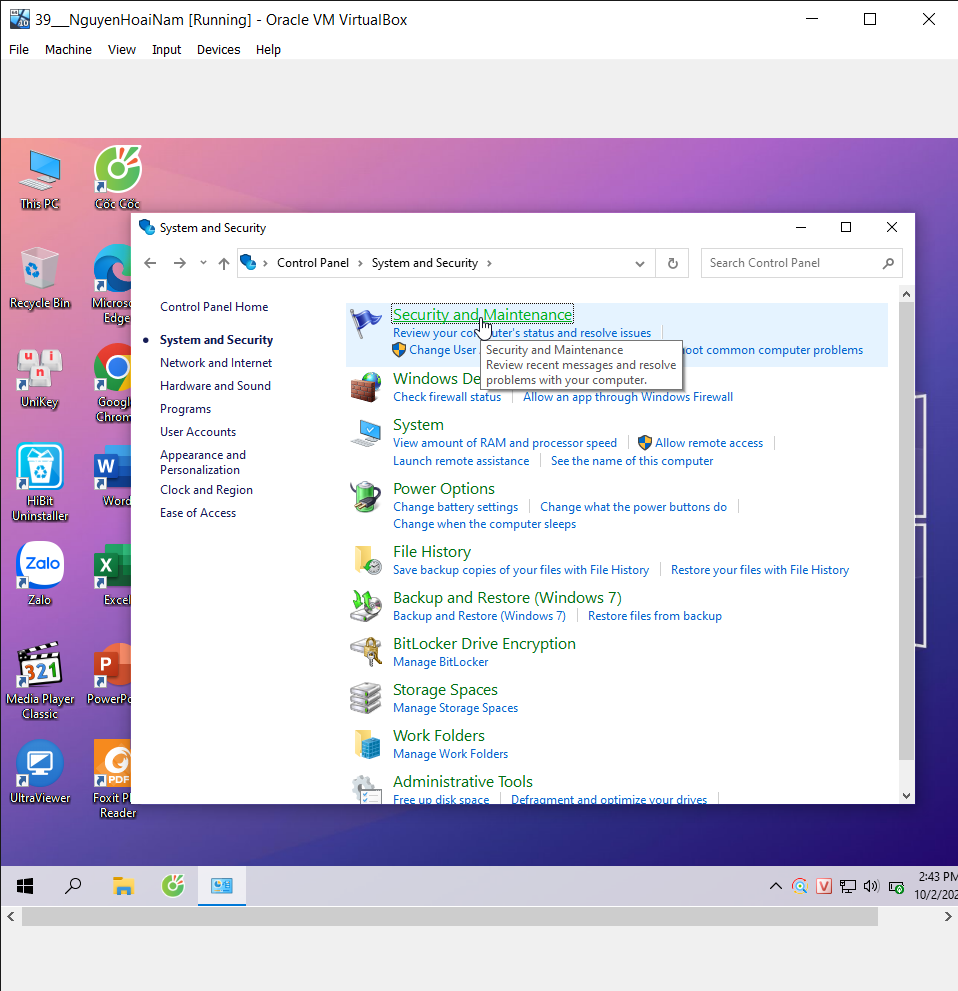 39___NguyenHoaiNam [Running] - Oracle VM VirtualBox
File Machine View Input Devices Help
This PC
Cốc Cốc
Recycle Bin
Microsoft
Edge
UniKey
Google
Chrome
HiBit
Uninstaller
Word
Zalo
Zalo
Excel
321
Media Player
Classic
PowerPo
UltraViewer
PDF
Foxit P
Reader
System and Security
Control Panel > System and Security >
Search Control Panel
Control Panel Home
System and Security
Network and Internet
Hardware and Sound
Programs
User Accounts
Appearance and
Personalization
Clock and Region
Ease of Access
Security and Maintenance
Review your computer's status and resolve issues
Change User
oot common computer problems
Security and Maintenance
Review recent messages and resolve
problems with your computer.
Windows De
Check firewall status
Allow an app through Windows Firewall
System
View amount of RAM and processor speed
Allow remote access
Launch remote assistance
See the name of this computer
Power Options
Change battery settings
Change what the power buttons do
Change when the computer sleeps
File History
Save backup copies of your files with File History
Restore your files with File History
Backup and Restore (Windows 7)
Backup and Restore (Windows 7)
Restore files from backup
BitLocker Drive Encryption
Manage BitLocker
Storage Spaces
Manage Storage Spaces
Work Folders
Manage Work Folders
Administrative Tools
Free up disk space
Defragment and optimize your drives
2:43 PM
10/2/202